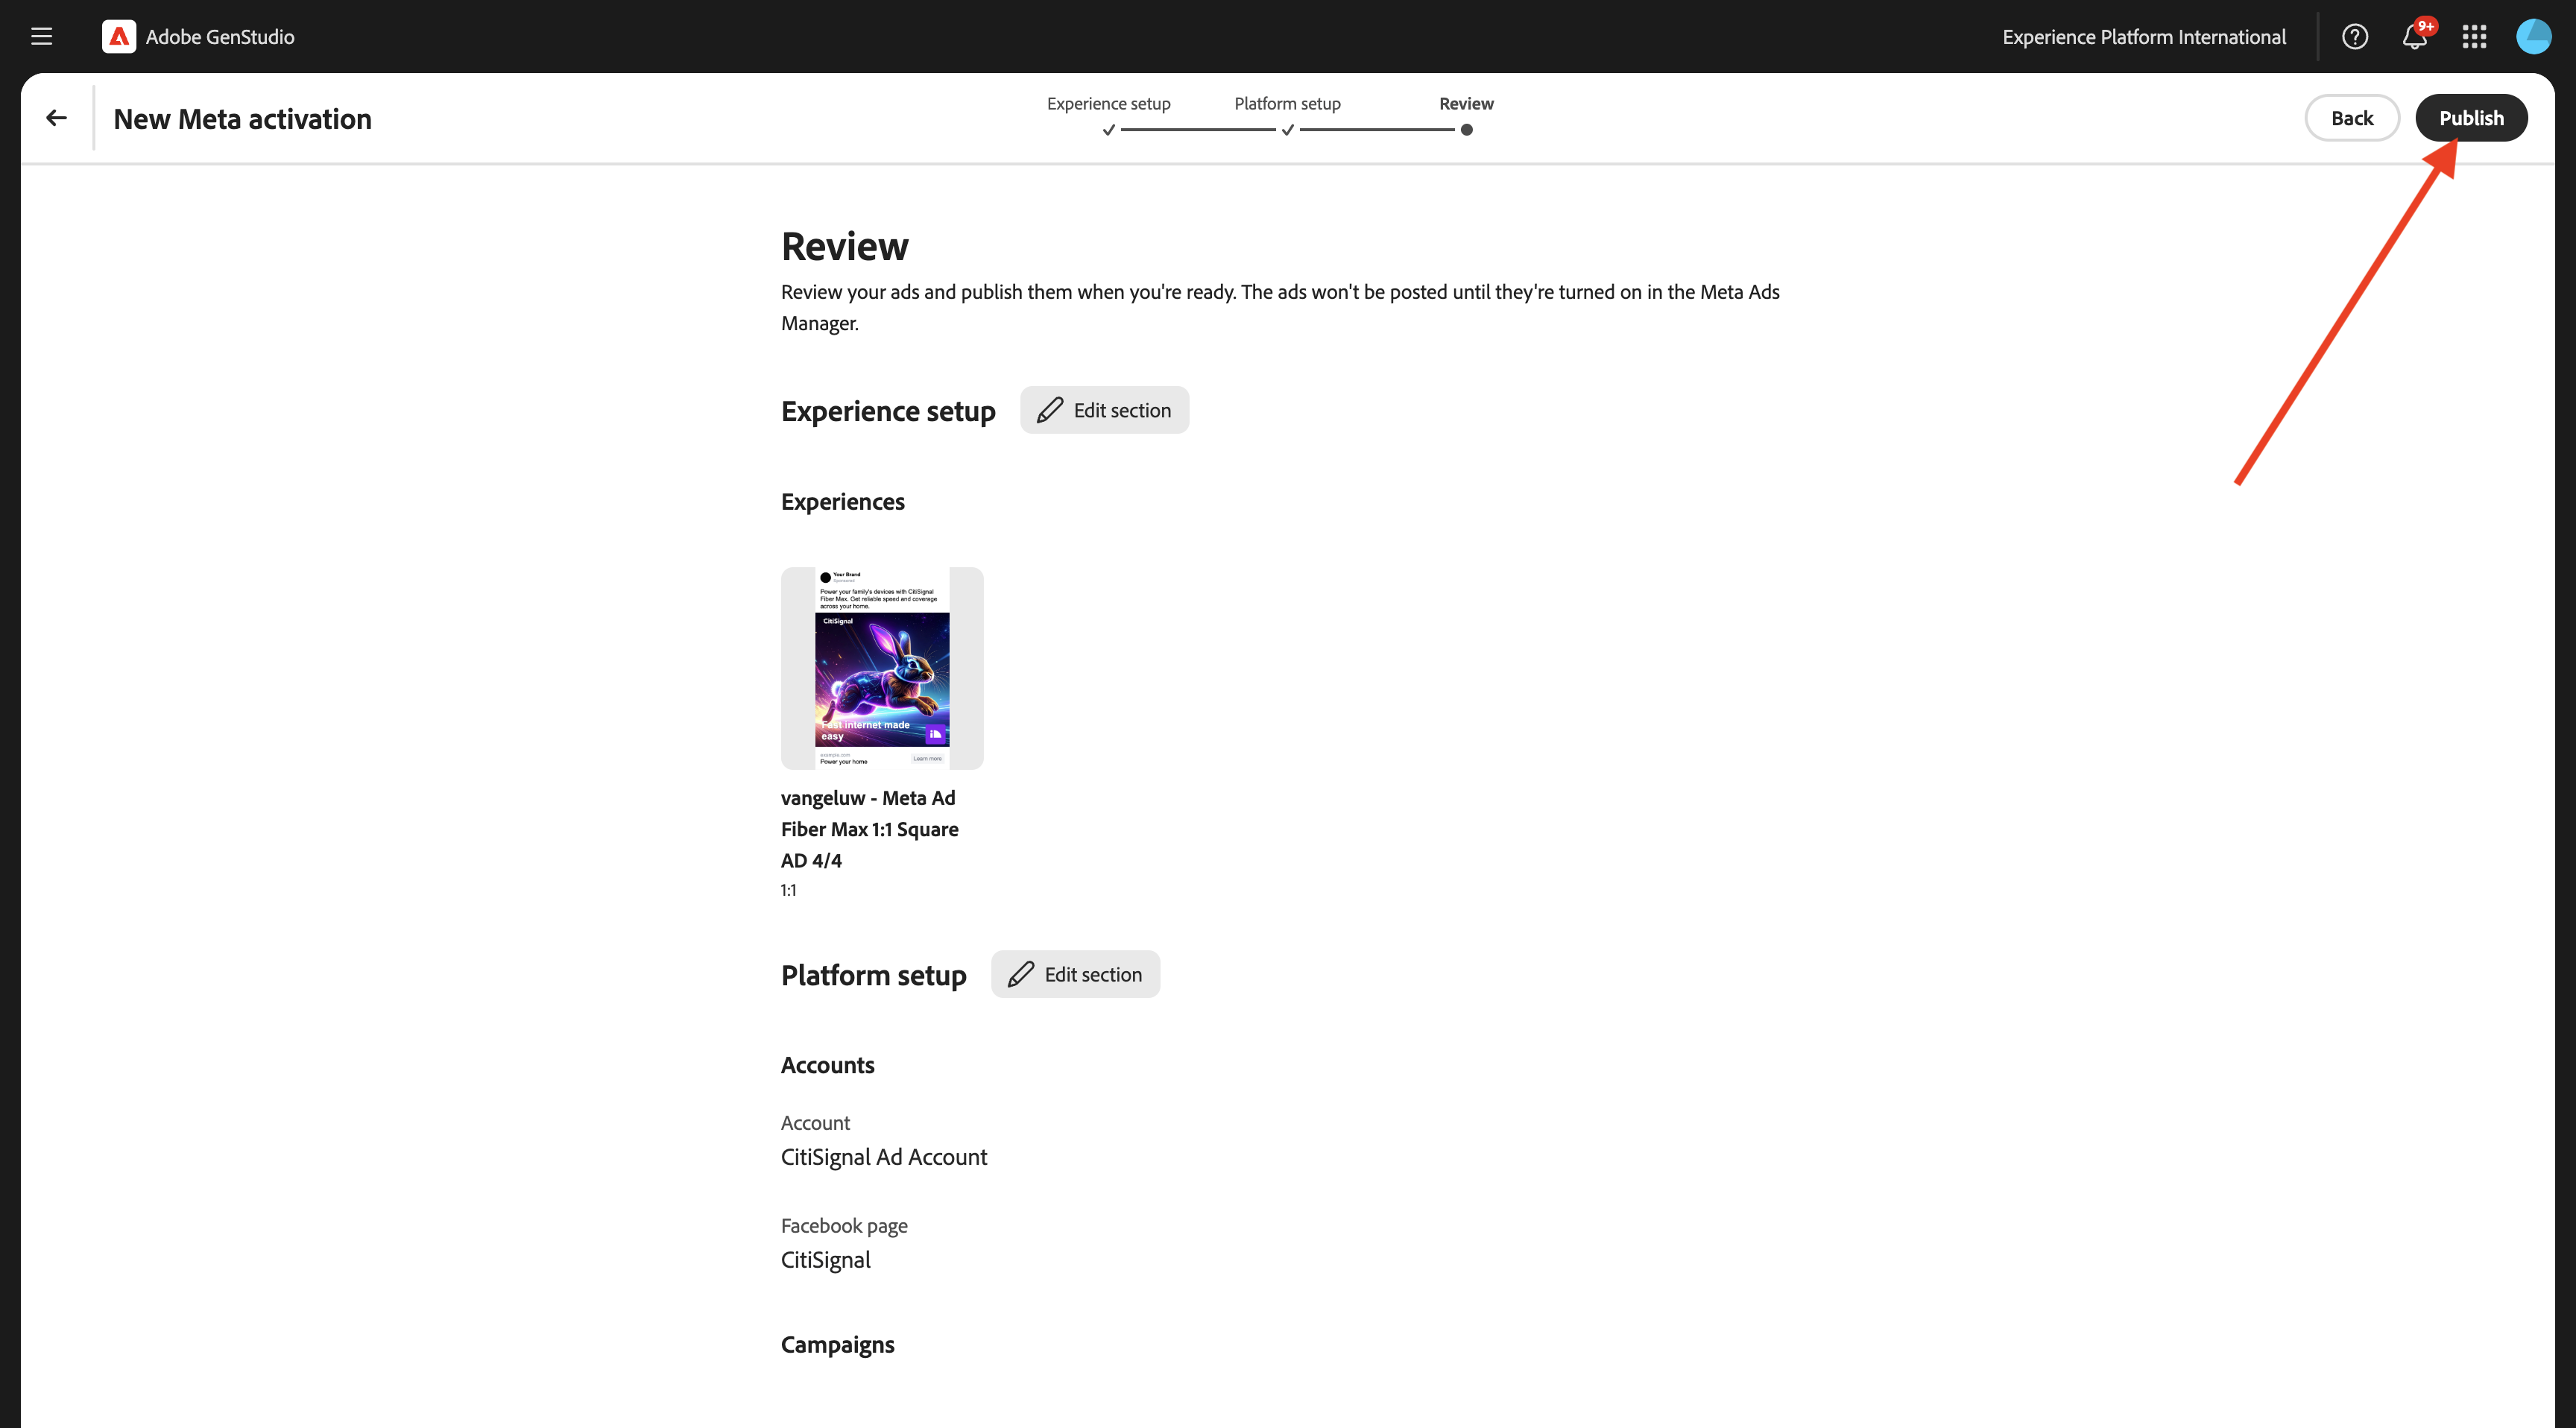 Adobe GenStudio
Experience Platform International
9+
New Meta activation
Experience setup
Platform setup
Review
Back
Publish
Review
Review your ads and publish them when you're ready. The ads won't be posted until they're turned on in the Meta Ads
Manager.
Experience setup
Edit section
Experiences
Your Brand
Sponsored
Power your family's devices with CitiSignal
Fiber Max. Get reliable speed and coverage
across your home.
CitiSignal
Fast internet made
easy
example.com
Power your home
Learn more
vangeluw - Meta Ad
Fiber Max 1:1 Square
AD 4/4
1:1
Platform setup
Edit section
Accounts
Account
CitiSignal Ad Account
Facebook page
CitiSignal
Campaigns